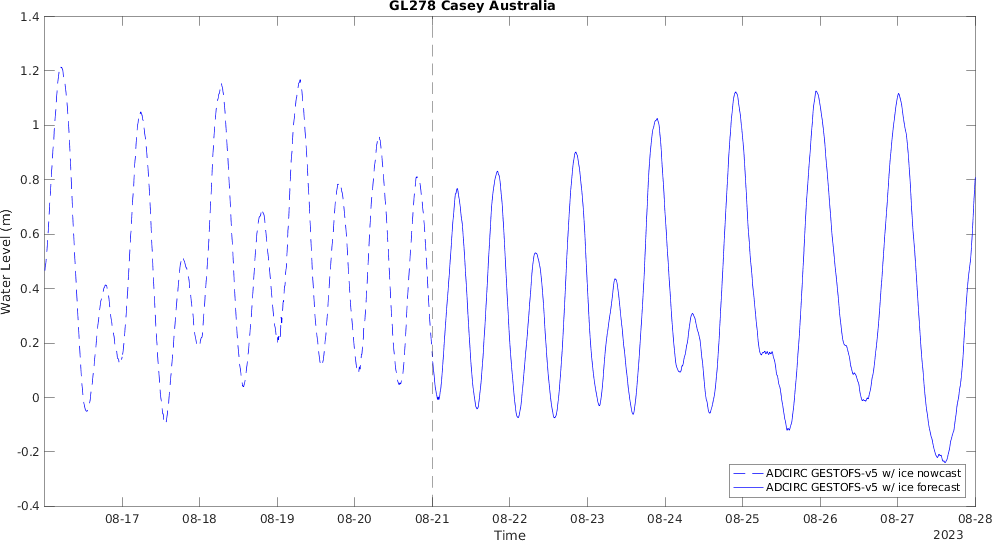 GL278 Casey Australia
1.4
1.2
1
0.8
0.6
0.4
0.2
0
-0.2
-0.4
Water Level (m)
ADCIRC GESTOFS-v5 w/ ice nowcast
ADCIRC GESTOFS-v5 w/ ice forecast
08-17 08-18 08-19 08-20 08-21 08-22 08-23 08-24 08-25 08-26 08-27 08-28
Time
2023